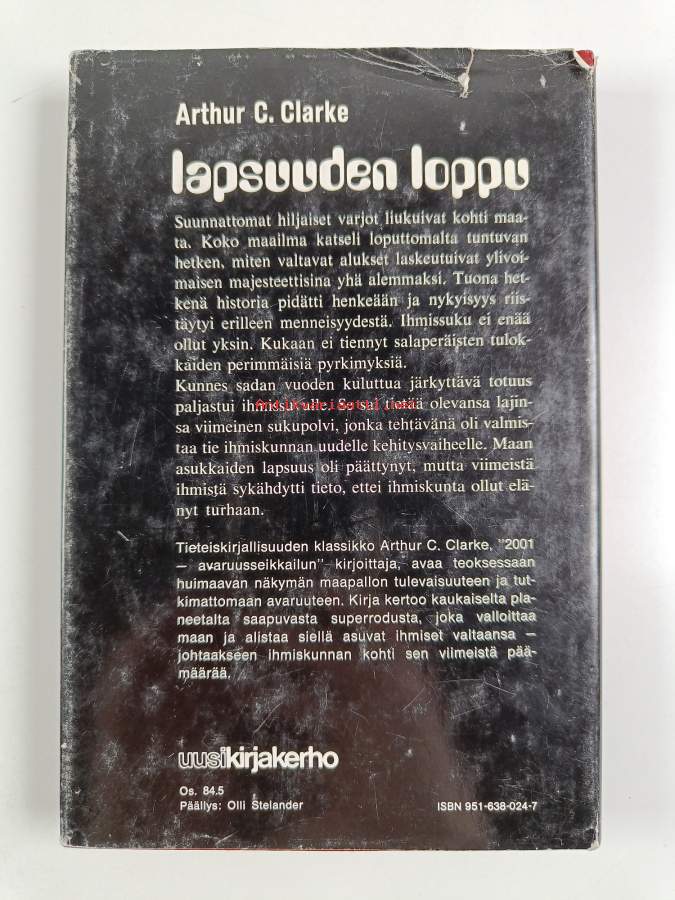 Arthur C. Clarke
lapsuuden loppu
Suunnattomat hiljaiset varjot liukuivat kohti maa-
ta. Koko maailma katseli loputtomalta tuntuvan
hetken, miten valtavat alukset laskeutuivat ylivoi-
maisen majesteettisina yhä alemmaksi. Tuona het-
kenä historia pidätti henkeään ja nykyisyys riis-
täytyi erilleen menneisyydestä. Ihmissuku ei enää
ollut yksin. Kukaan ei tiennyt salaperäisten tulok-
kaiden perimmäisiä pyrkimyksiä.
Kunnes sadan vuoden kuluttua järkyttävä totuus
paljastui ihmissuvulle. Se sai tietää olevansa lajin-
sa viimeinen sukupolvi, jonka tehtävänä oli valmis-
taa tie ihmiskunnan uudelle kehitysvaiheelle. Maan
asukkaiden lapsuus oli päättynyt, mutta viimeistä
ihmistä sykähdytti tieto, ettei ihmiskunta ollut elä-
nyt turhaan.
Tieteiskirjallisuuden klassikko Arthur C. Clarke, "2001
— avaruusseikkailun" kirjoittaja, avaa teoksessaan
huimaavan näkymän maapallon tulevaisuuteen ja tut-
kimattomaan avaruuteen. Kirja kertoo kaukaiselta pla-
neetalta saapuvasta superrodusta, joka valloittaa
maan ja alistaa siellä asuvat ihmiset valtaansa —
johtaakseen ihmiskunnan kohti sen viimeistä pää-
määrää.
uusikirjakerho
Os. 84.5
Päällys: Olli Stelander
ISBN 951-638-024-7